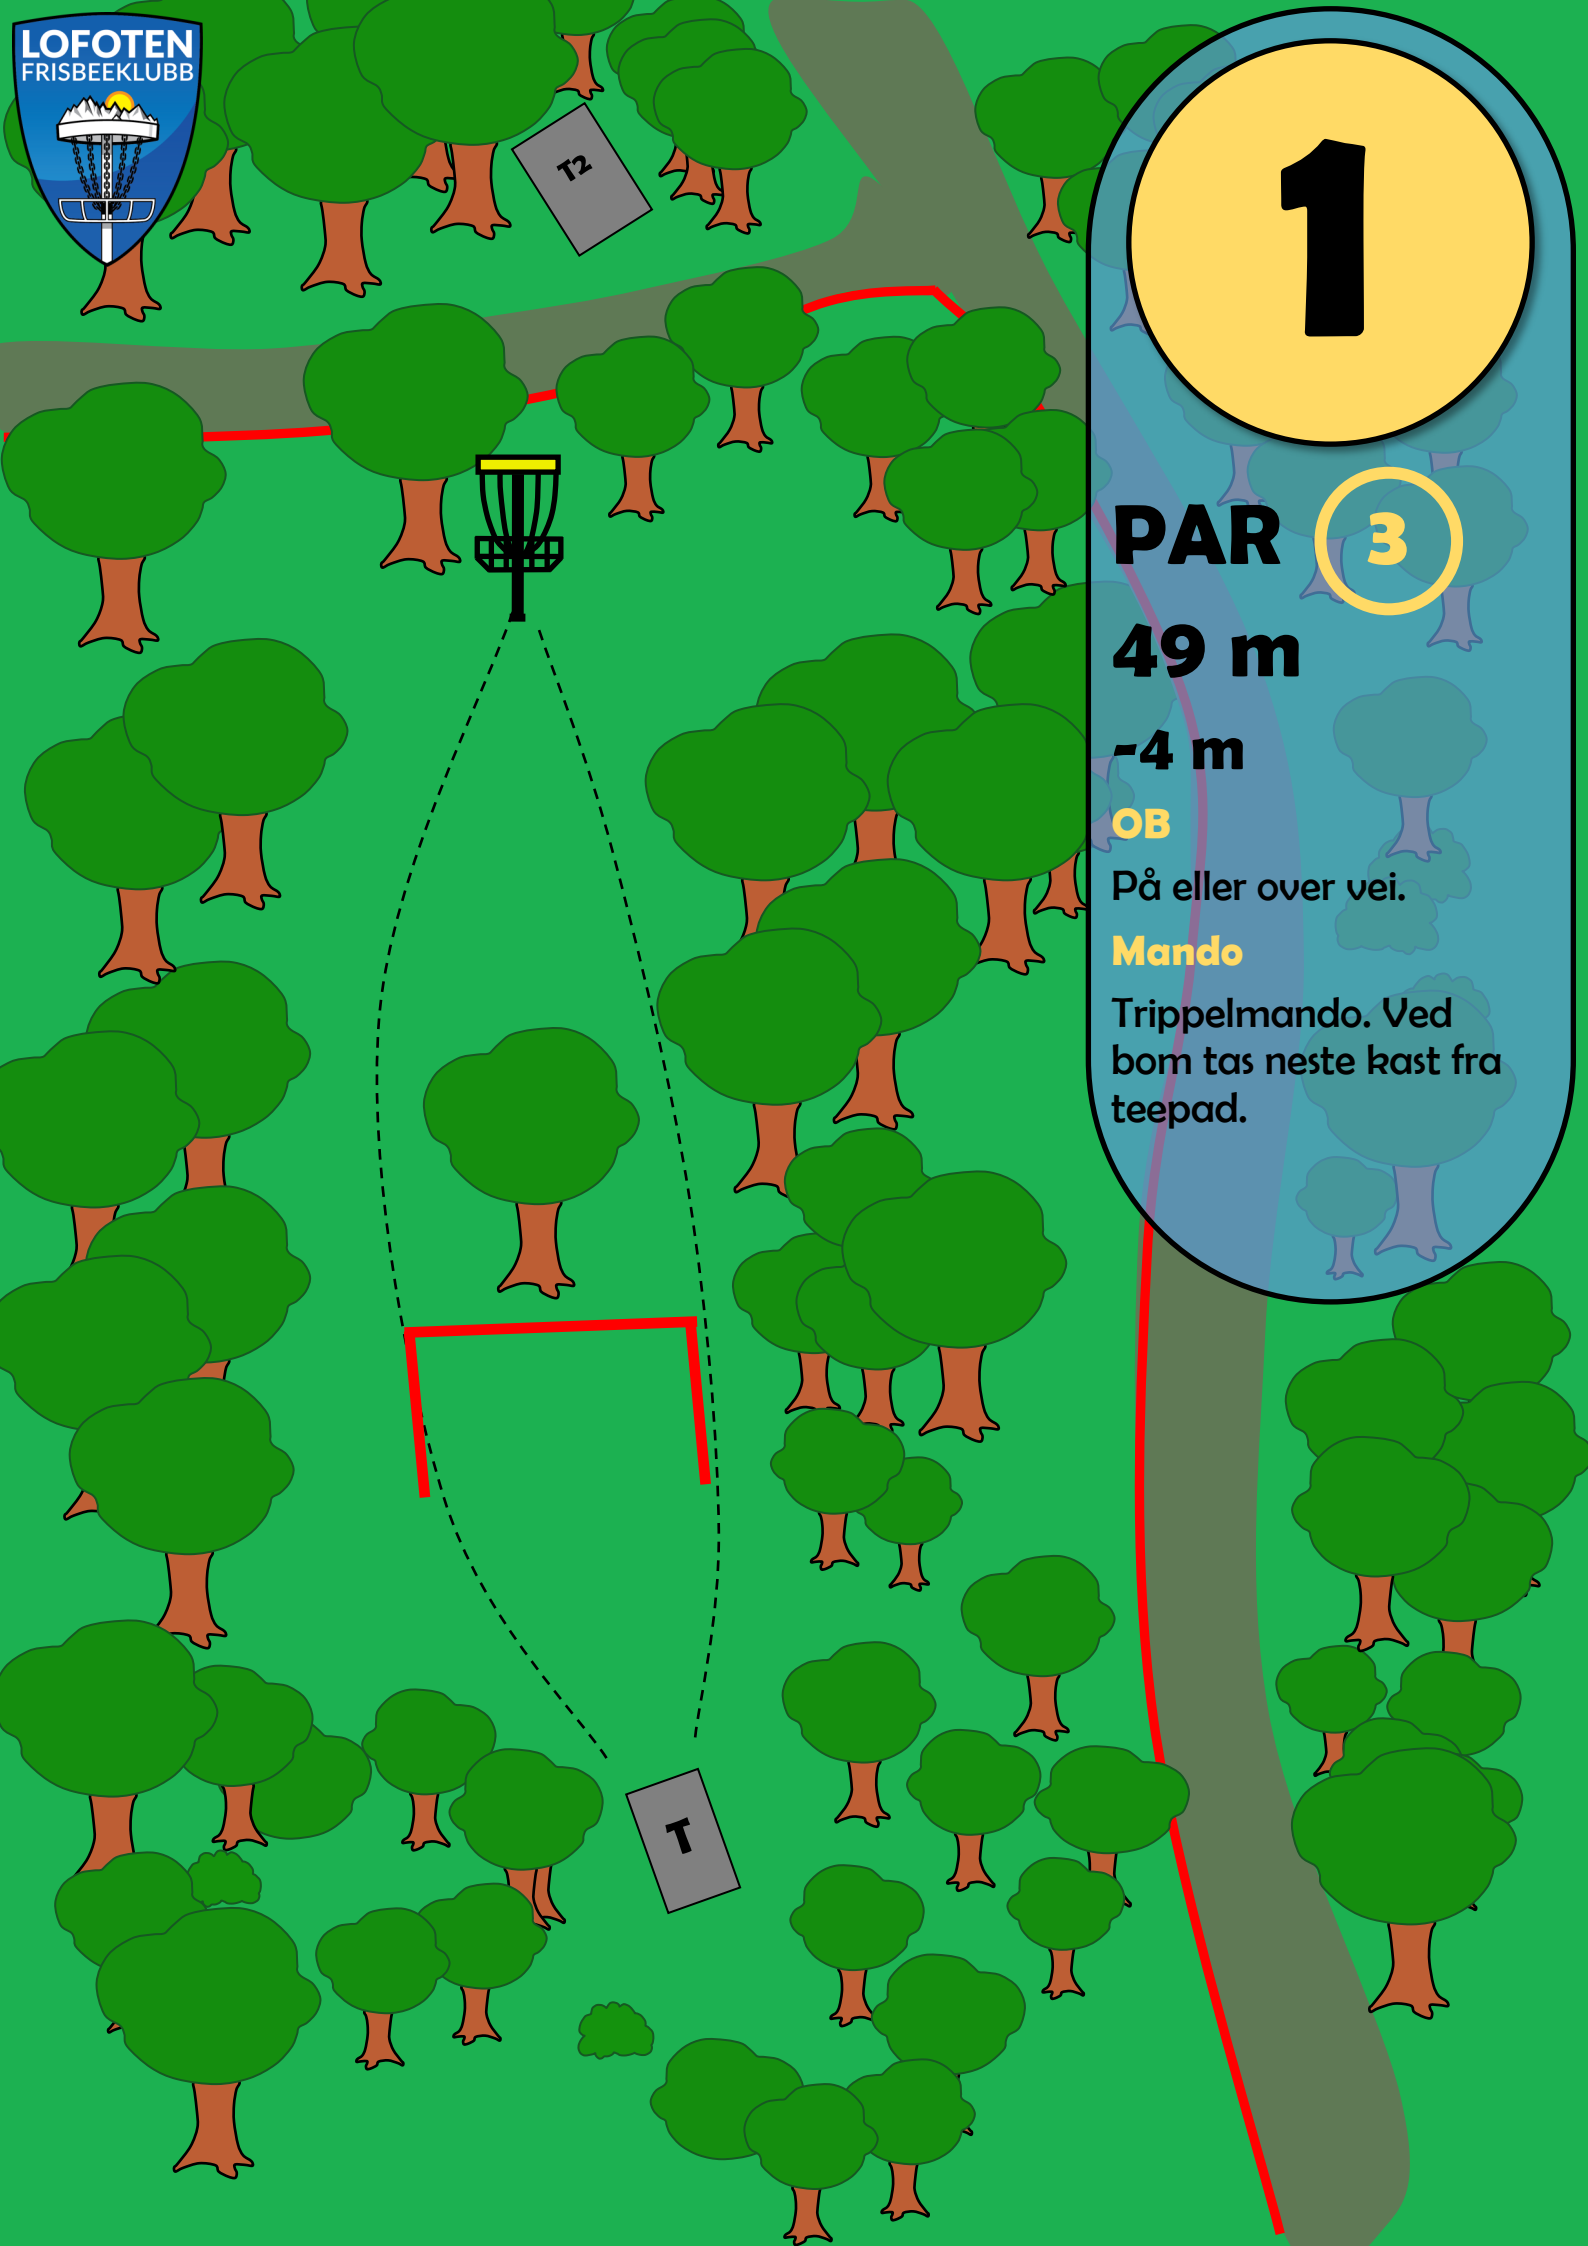 LOFOTEN
FRISBEEKLUBB
T2
1
PAR 3
49 m
-4 m
OB
På eller over vei.
Mando
Trippelmando. Ved
bom tas neste kast fra
teepad.
T